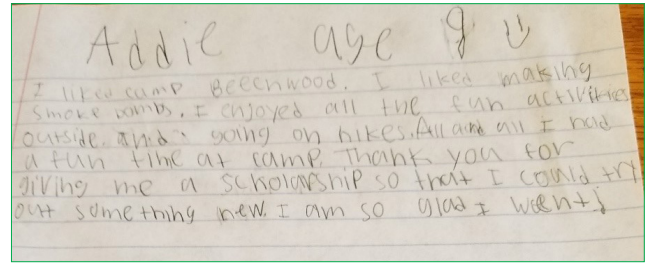 Addie age 9 :)
I liked camp Beechwood. I liked making
smoke bombs. I enjoyed all the fun activities
outside. and going on hikes. All and all I had
a fun time at camp. Thank you for
giving me a scholarship so that I could try
out something new. I am so glad I went